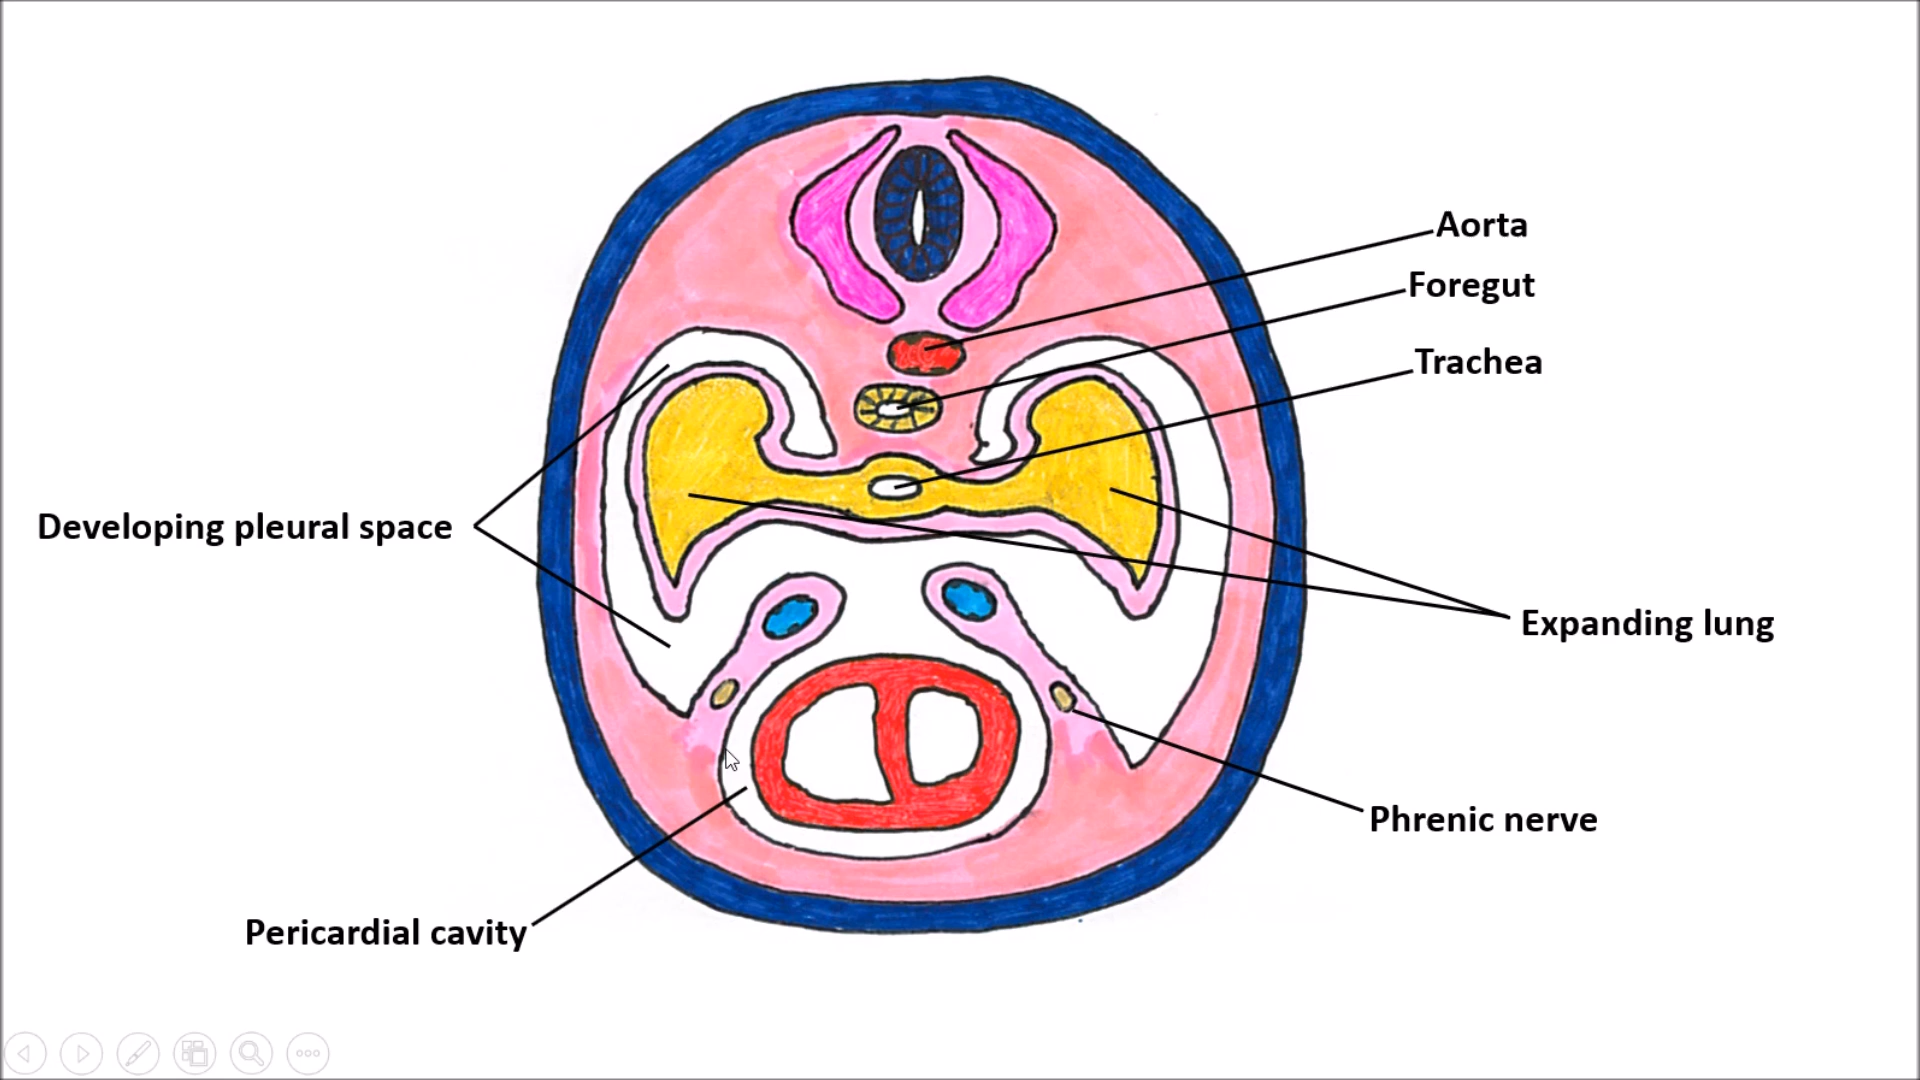 Aorta
Foregut
Trachea
Developing pleural space
Expanding lung
Phrenic nerve
Pericardial cavity